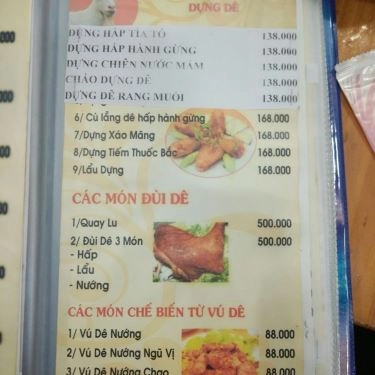 DỰNG DÊ
DỰNG HẤP TÍA TÔ 138.000
DỰNG HẤP HÀNH GỪNG 138.000
DỰNG CHIÊN NƯỚC MẮM 138.000
CHÁO DỰNG DÊ 138.000
DỰNG DÊ RANG MUỐI 138.000
6/ Cù lẳng dê hấp hành gừng 168.000
7/Dựng Xáo Măng 168.000
8/Dựng Tiềm Thuốc Bắc 168.000
9/Lẩu Dựng 168.000
CÁC MÓN ĐÙI DÊ
1/Quay Lu 500.000
2/ Đùi Dê 3 Món 500.000
- Hấp
- Lẩu
- Nướng
CÁC MÓN CHẾ BIẾN TỪ VÚ DÊ
1/ Vú Dê Nướng 88.000
2/ Vú Dê Nướng Ngũ Vị 88.000
3/ Vú Dê Nướng Chao 88.000
.000